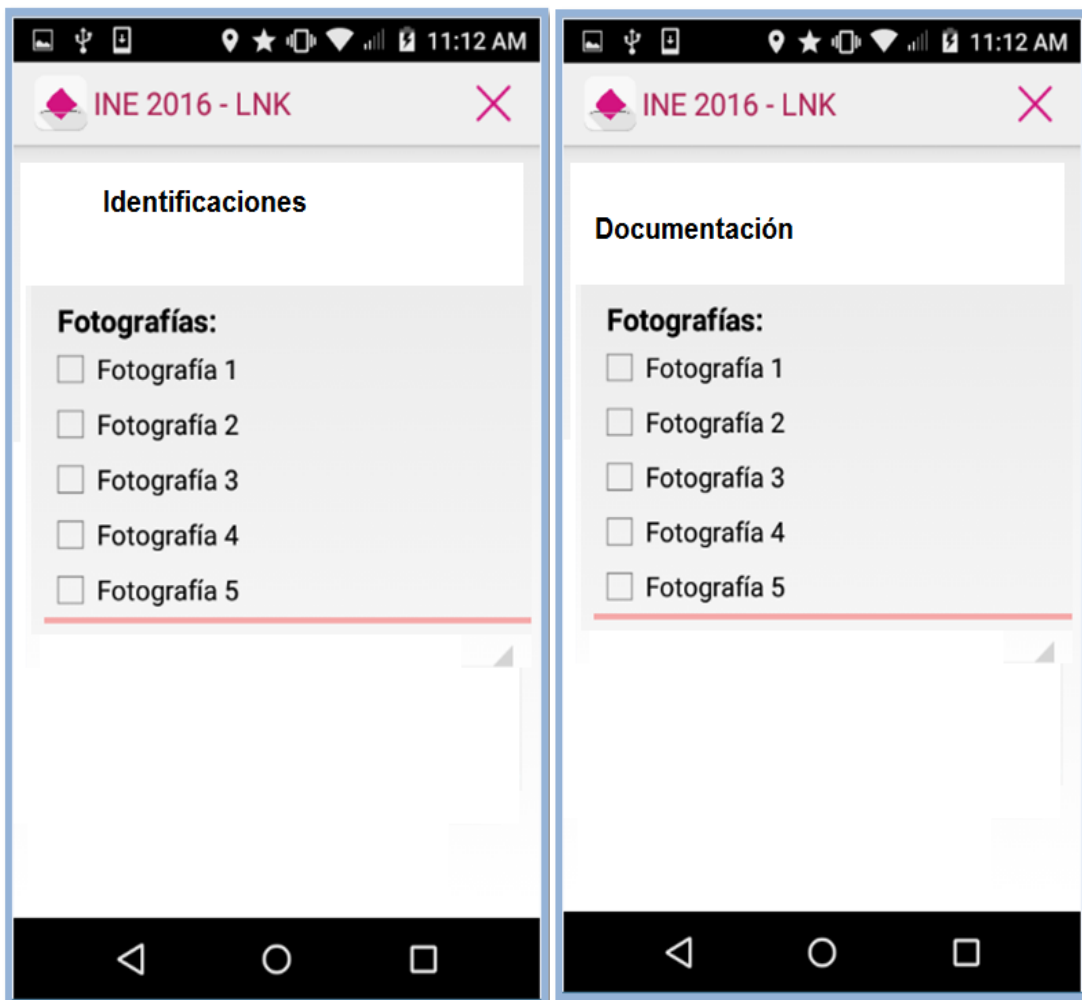 11:12 AM
INE 2016 - LNK
Identificaciones
Fotografías:
Fotografía 1
Fotografía 2
Fotografía 3
Fotografía 4
Fotografía 5
11:12 AM
INE 2016 - LNK
Documentación
Fotografías:
Fotografía 1
Fotografía 2
Fotografía 3
Fotografía 4
Fotografía 5